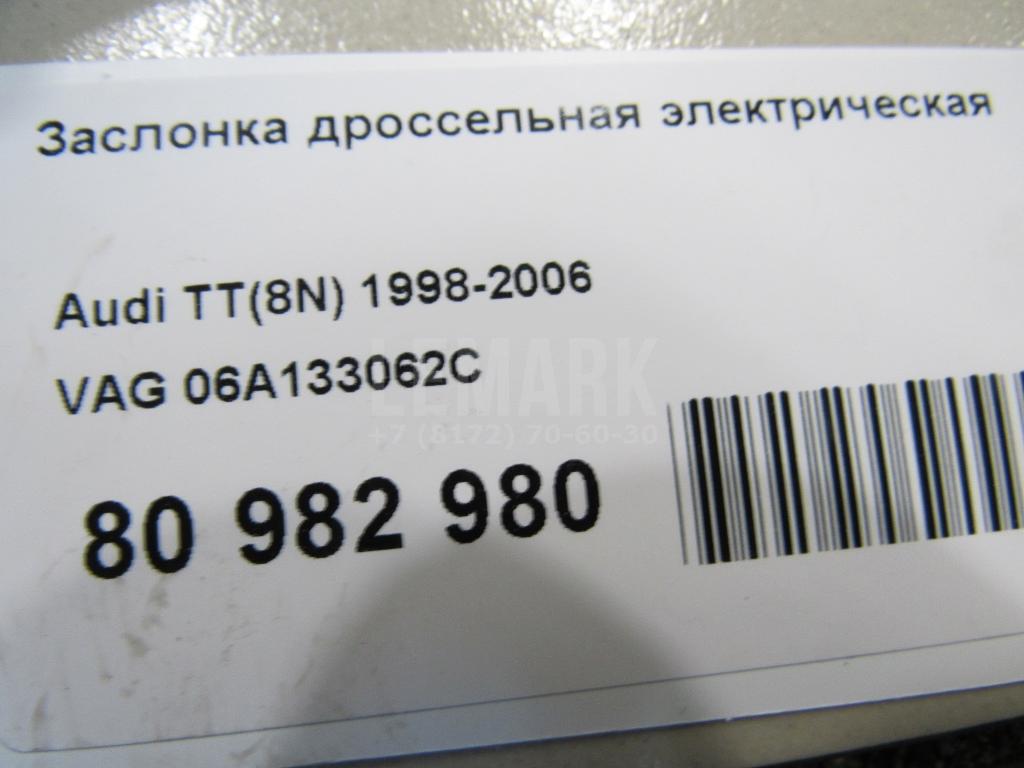 Заслонка дроссельная электрическая
Audi TT(8N) 1998-2006
VAG 06A133062C
LEMARK
+7 (8172) 70-60-30
80 982 980